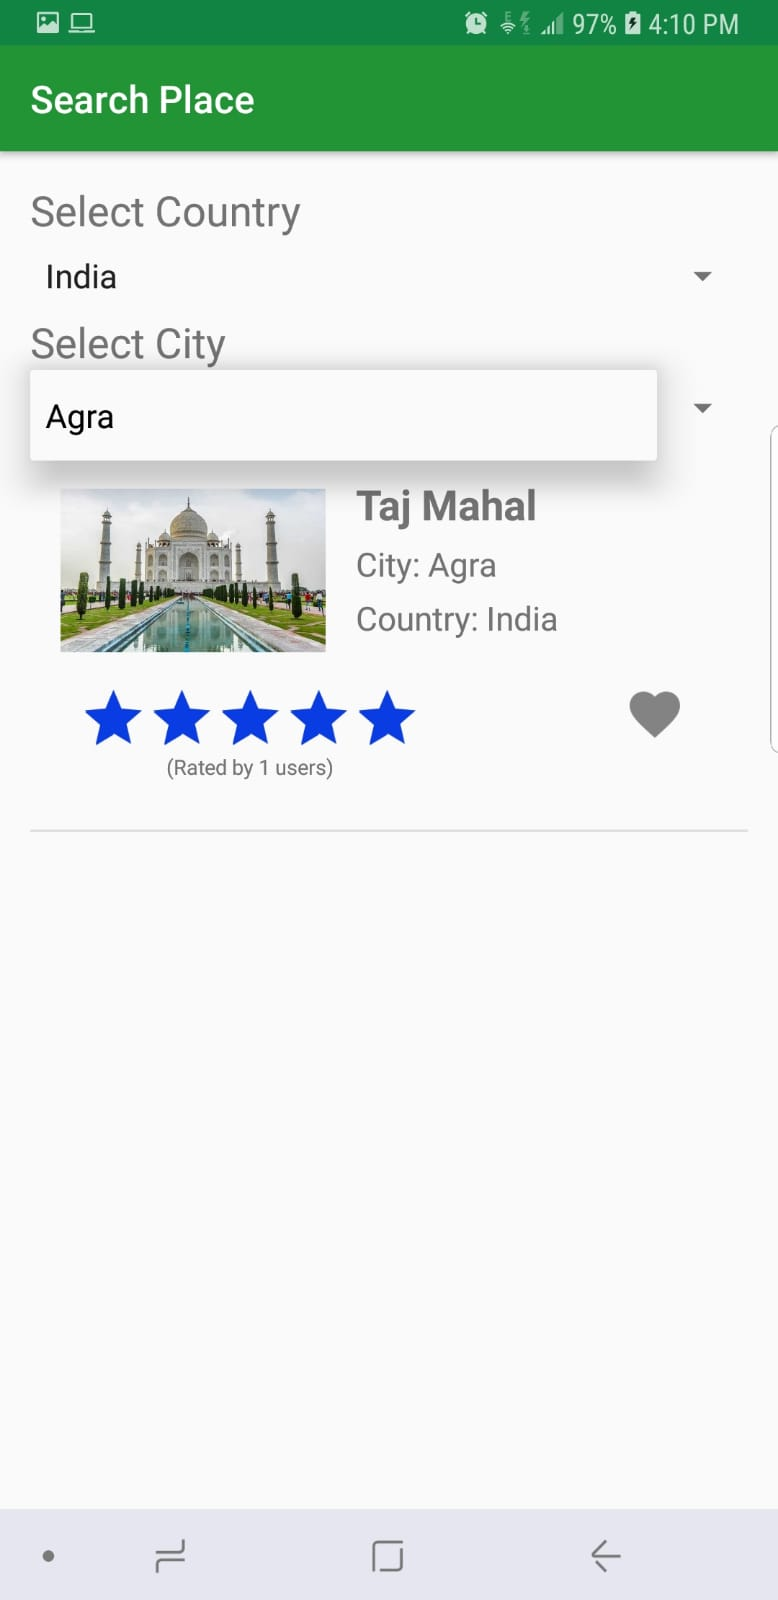 97% 4:10 PM
Search Place
Select Country
India
Select City
Agra
Taj Mahal
City: Agra
Country: India
(Rated by 1 users)